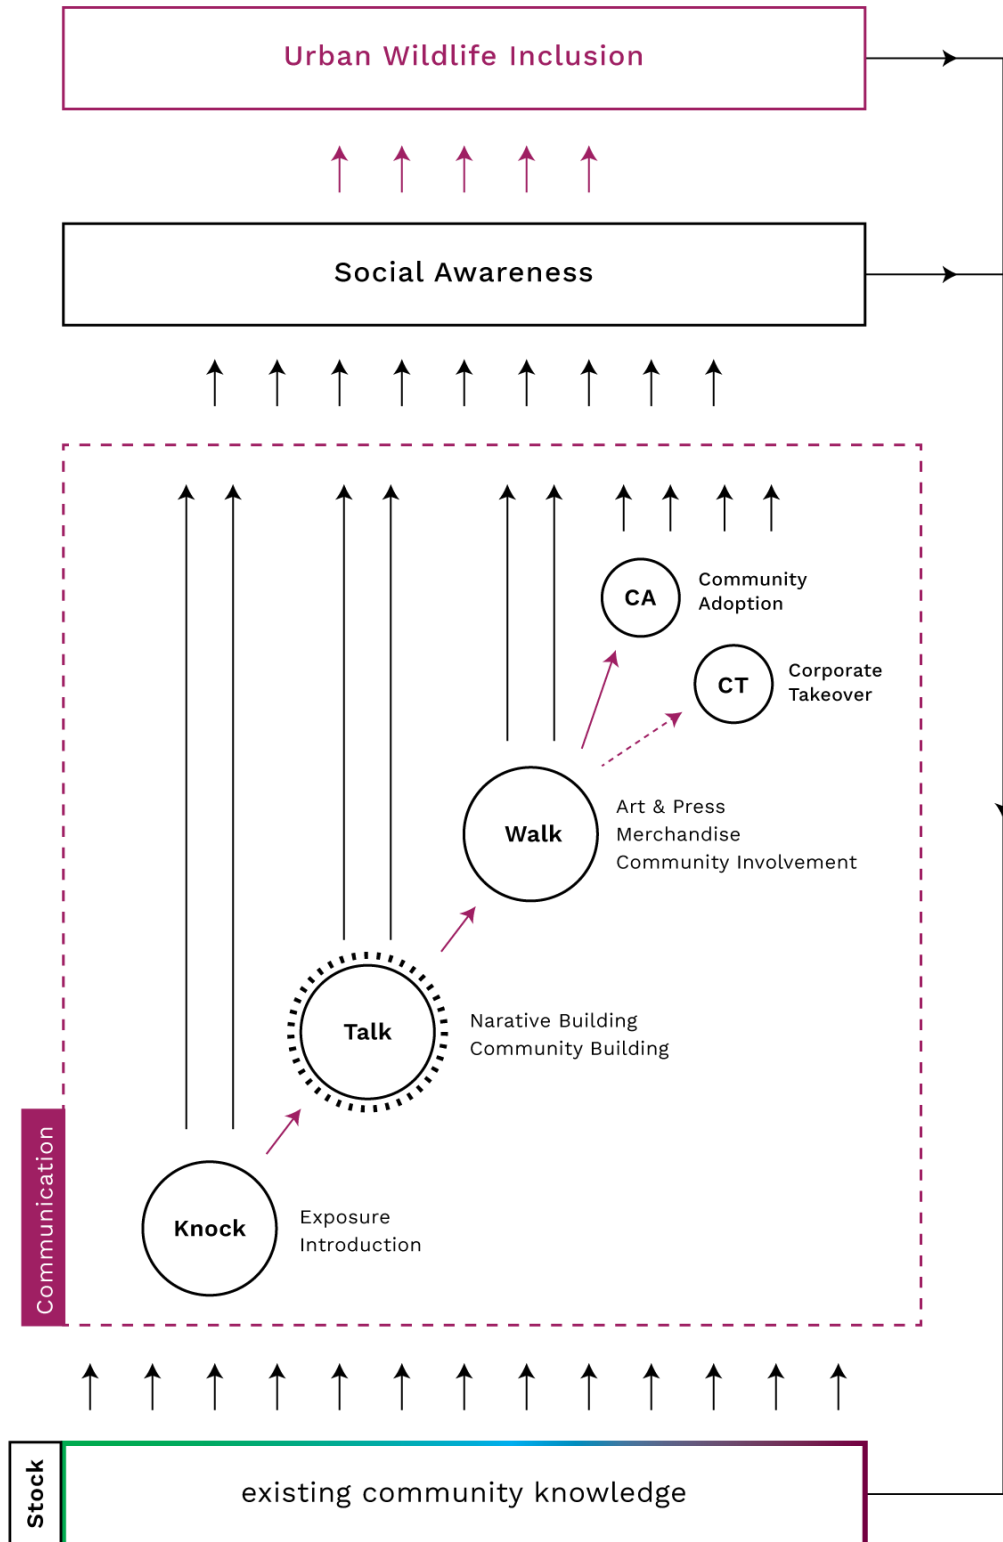 Urban Wildlife Inclusion
Social Awareness
CA
Community
Adoption
CT
Corporate
Takeover
Walk
Art & Press
Merchandise
Community Involvement
Talk
Narative Building
Community Building
Knock
Exposure
Introduction
Communication
Stock
existing community knowledge